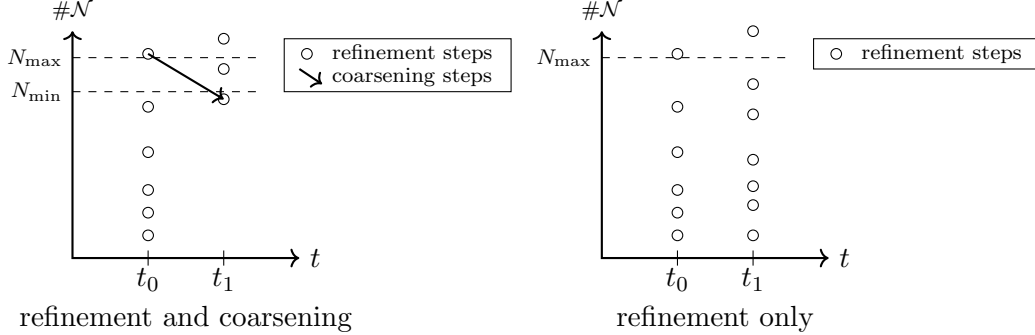 #𝒩
N_max
N_min
refinement steps
coarsening steps
t_0
t_1
t
refinement and coarsening
#𝒩
N_max
refinement steps
t_0
t_1
t
refinement only